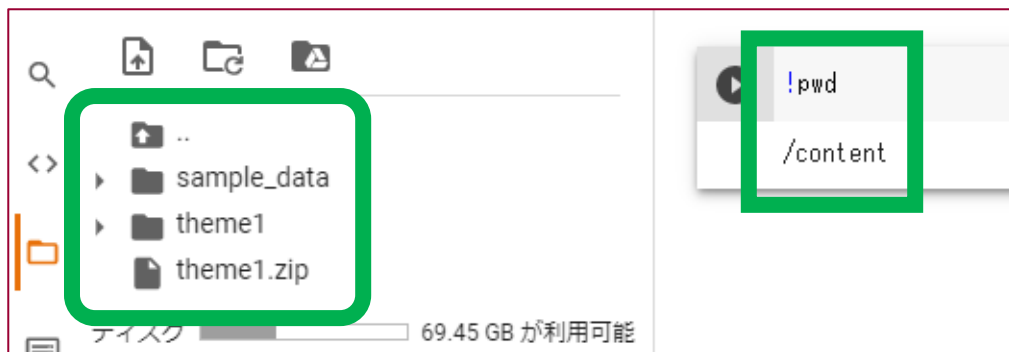 ..
sample_data
theme1
theme1.zip
ディスク 69.45 GB が利用可能
!pwd
/content